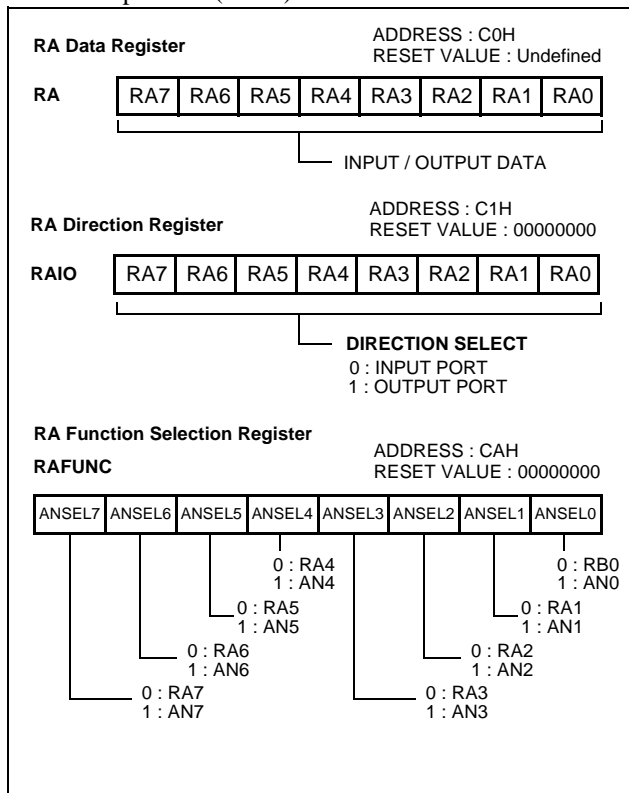 RA Data Register
ADDRESS : C0H
RESET VALUE : Undefined
RA
RA7 RA6 RA5 RA4 RA3 RA2 RA1 RA0
INPUT / OUTPUT DATA
RA Direction Register
ADDRESS : C1H
RESET VALUE : 00000000
RAIO
RA7 RA6 RA5 RA4 RA3 RA2 RA1 RA0
DIRECTION SELECT
0 : INPUT PORT
1 : OUTPUT PORT
RA Function Selection Register
RAFUNC
ADDRESS : CAH
RESET VALUE : 00000000
ANSEL7 ANSEL6 ANSEL5 ANSEL4 ANSEL3 ANSEL2 ANSEL1 ANSEL0
0 : RA4 0 : RB0
1 : AN4 1 : AN0
0 : RA5 0 : RA1
1 : AN5 1 : AN1
0 : RA6 0 : RA2
1 : AN6 1 : AN2
0 : RA7 0 : RA3
1 : AN7 1 : AN3